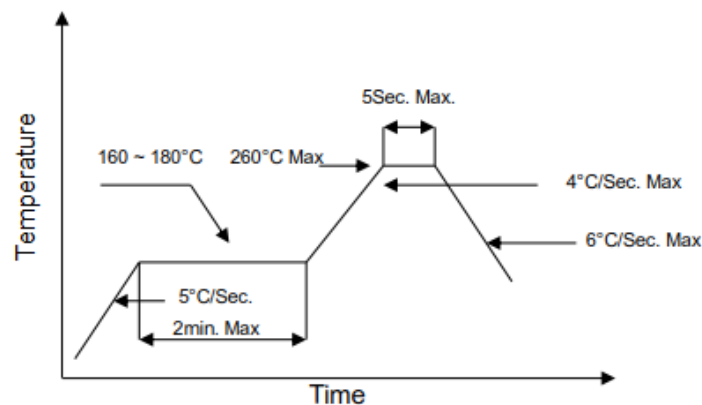 5Sec. Max.
160 ~ 180°C
260°C Max
4°C/Sec. Max
6°C/Sec. Max
5°C/Sec.
2min. Max
Temperature
Time